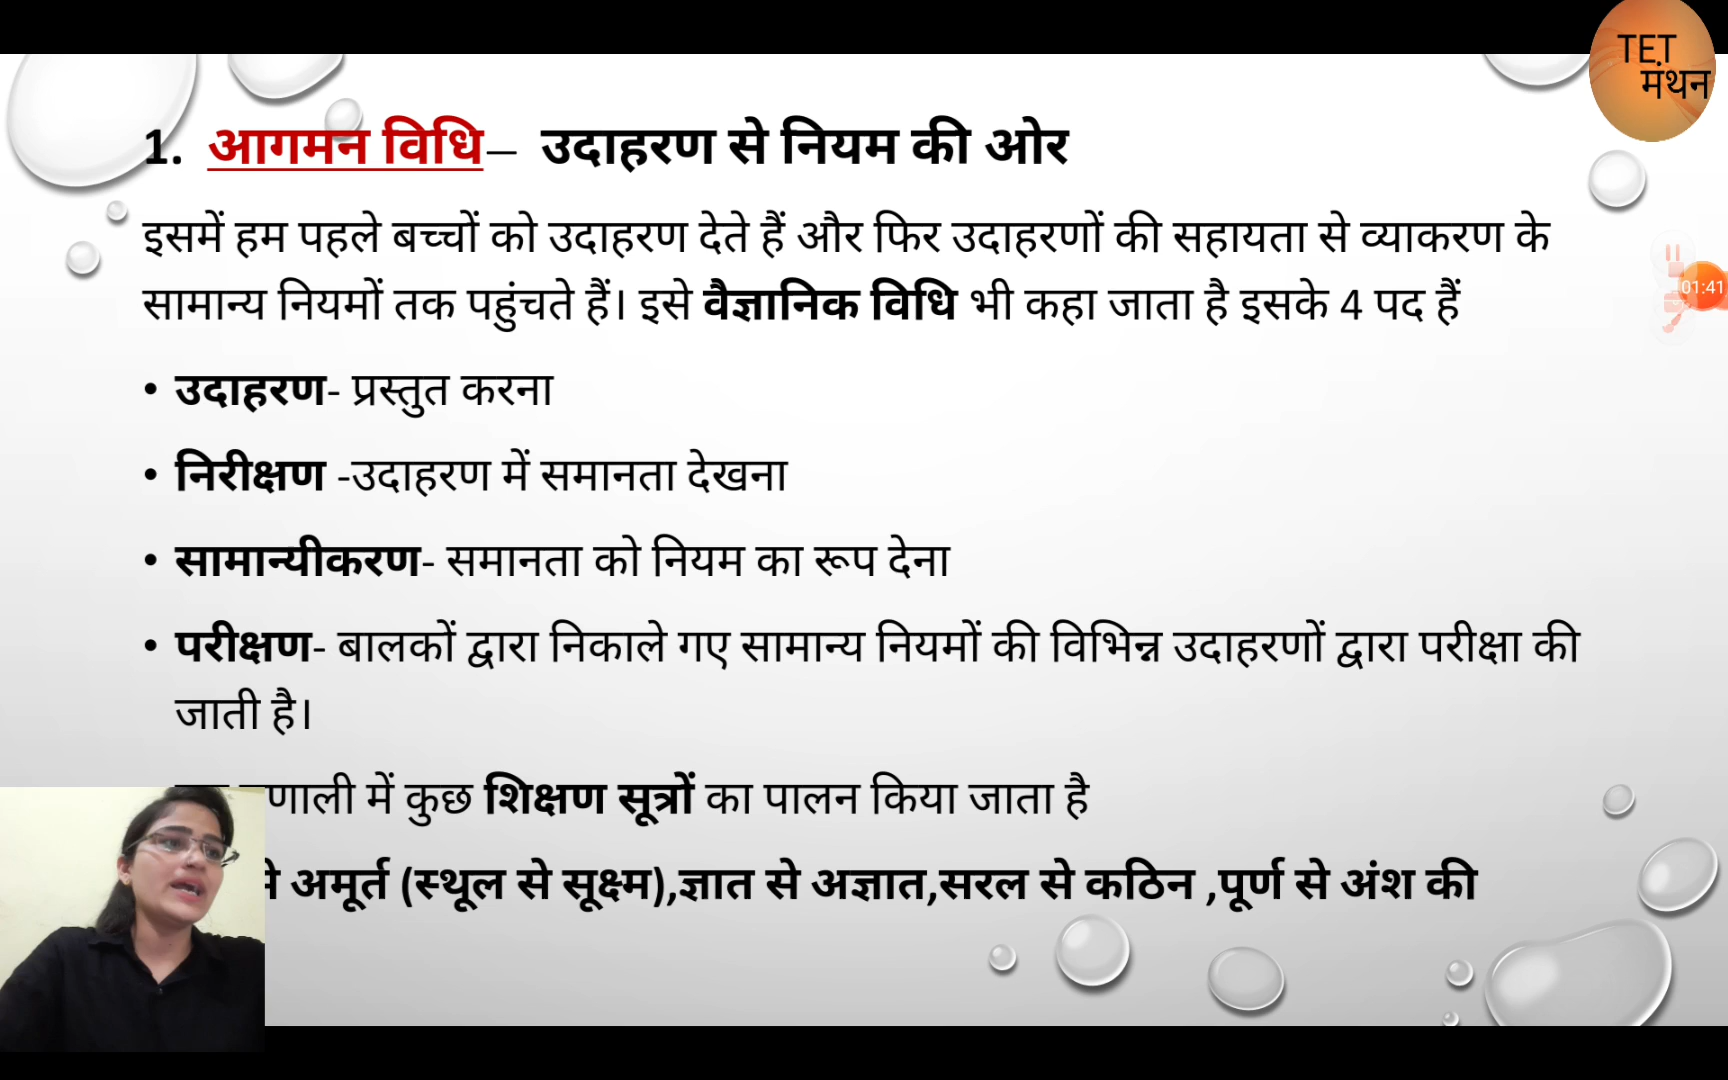 TET
मंथन
1. आगमन विधि– उदाहरण से नियम की ओर
इसमें हम पहले बच्चों को उदाहरण देते हैं और फिर उदाहरणों की सहायता से व्याकरण के
सामान्य नियमों तक पहुंचते हैं। इसे वैज्ञानिक विधि भी कहा जाता है इसके 4 पद हैं
01:41
• उदाहरण- प्रस्तुत करना
• निरीक्षण -उदाहरण में समानता देखना
• सामान्यीकरण- समानता को नियम का रूप देना
• परीक्षण- बालकों द्वारा निकाले गए सामान्य नियमों की विभिन्न उदाहरणों द्वारा परीक्षा की
जाती है।
में कुछ शिक्षण सूत्रों का पालन किया जाता है
अमूर्त (स्थूल से सूक्ष्म),ज्ञात से अज्ञात,सरल से कठिन ,पूर्ण से अंश की